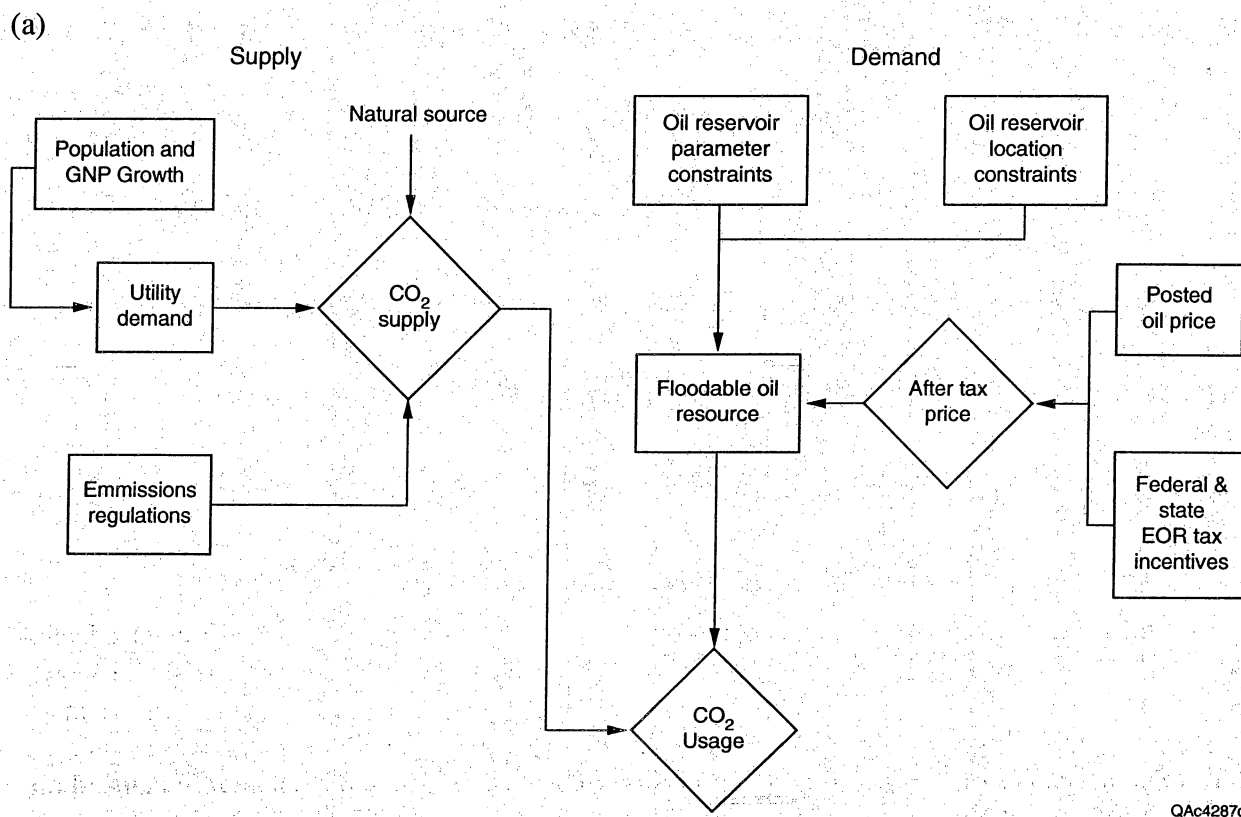 (a)
Supply
Demand
Natural source
Population and
GNP Growth
Utility
demand
CO2
supply
Emmissions
regulations
Oil reservoir
parameter
constraints
Oil reservoir
location
constraints
Posted
oil price
Floodable oil
resource
After tax
price
Federal &
state
EOR tax
incentives
CO2
Usage